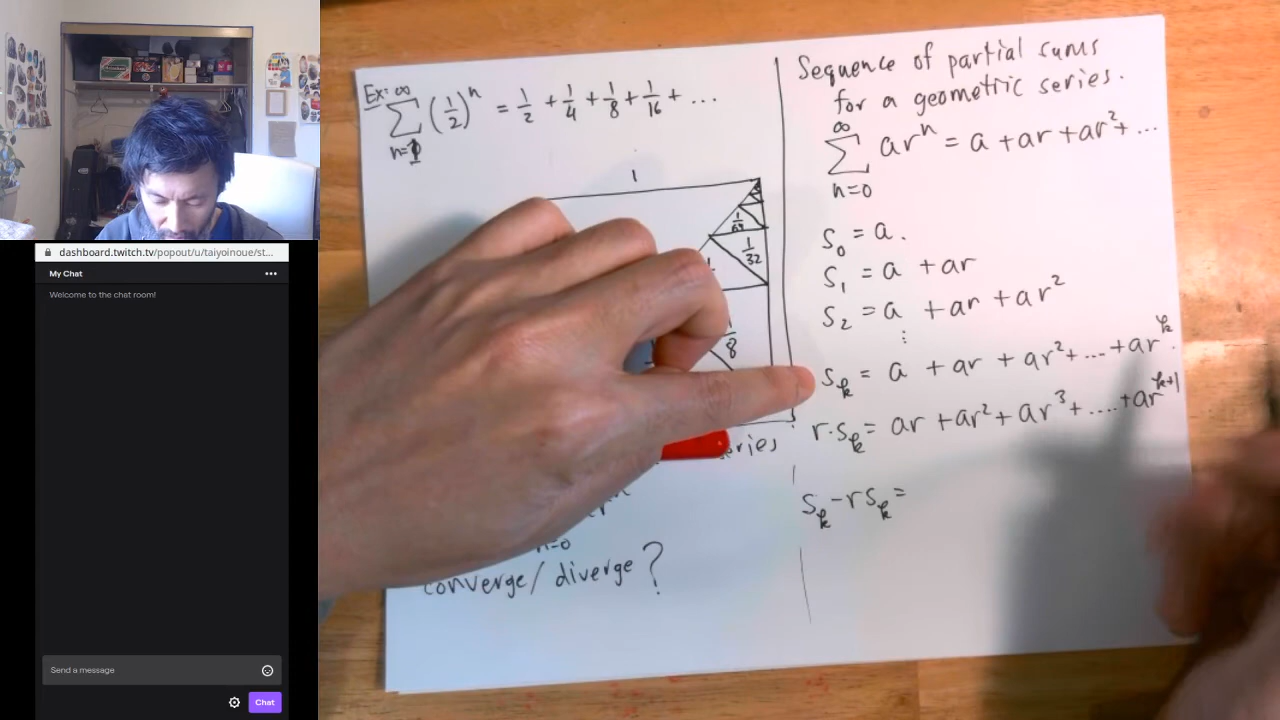 dashboard.twitch.tv/popout/u/taiyoinoue/st...
My Chat
Welcome to the chat room!
Send a message
Chat
Ex:
∑_{n=1}^{∞} (1/2)^n = 1/2 + 1/4 + 1/8 + 1/16 + ...
1
1/64
1/32
1/8
n=0
converge/diverge?
Sequence of partial sums
for a geometric series.
∑_{n=0}^{∞} ar^n = a + ar + ar^2 + ...
S_0 = a.
S_1 = a + ar
S_2 = a + ar + ar^2
⋮
S_k = a + ar + ar^2 + ... + ar^k.
r·S_k = ar + ar^2 + ar^3 + .... + ar^{k+1}
S_k - rS_k =